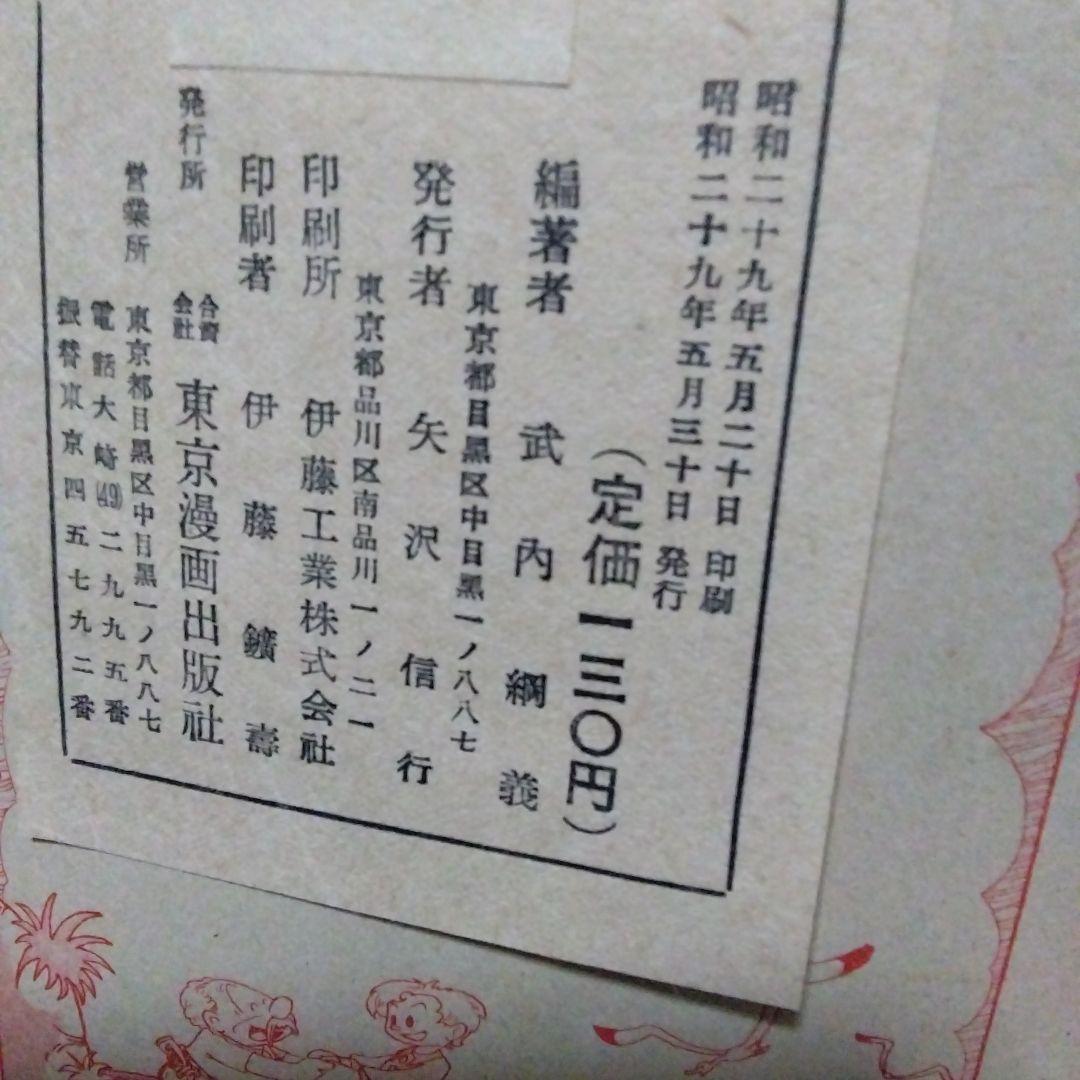 昭和二十九年五月二十日 印刷
昭和二十九年五月三十日 発行
(定価一三〇円)
編著者 武内綱義
東京都目黒区中目黒一ノ八八七
発行者 矢沢信行
東京都品川区南品川一ノ二一
印刷所 伊藤工業株式会社
印刷者 伊藤鑛壽
発行所 合資会社 東京漫画出版社
営業所 東京都目黒区中目黒一ノ八八七
電話大崎(49)二九九五番
振替東京四五七九二番